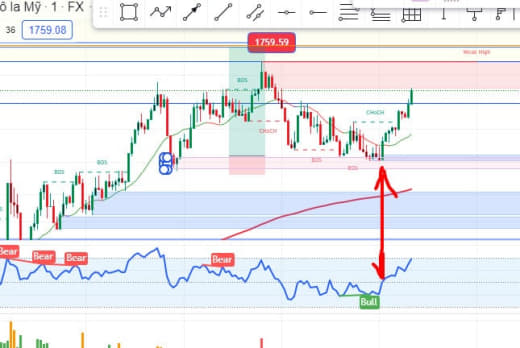 ô la Mỹ · 1 · FX
36
1759.08
1759.59
Weak High
BOS
BOS
BOS
CHoCH
CHoCH
BOS
BOS
Bear
Bear
Bear
Bear
Bull